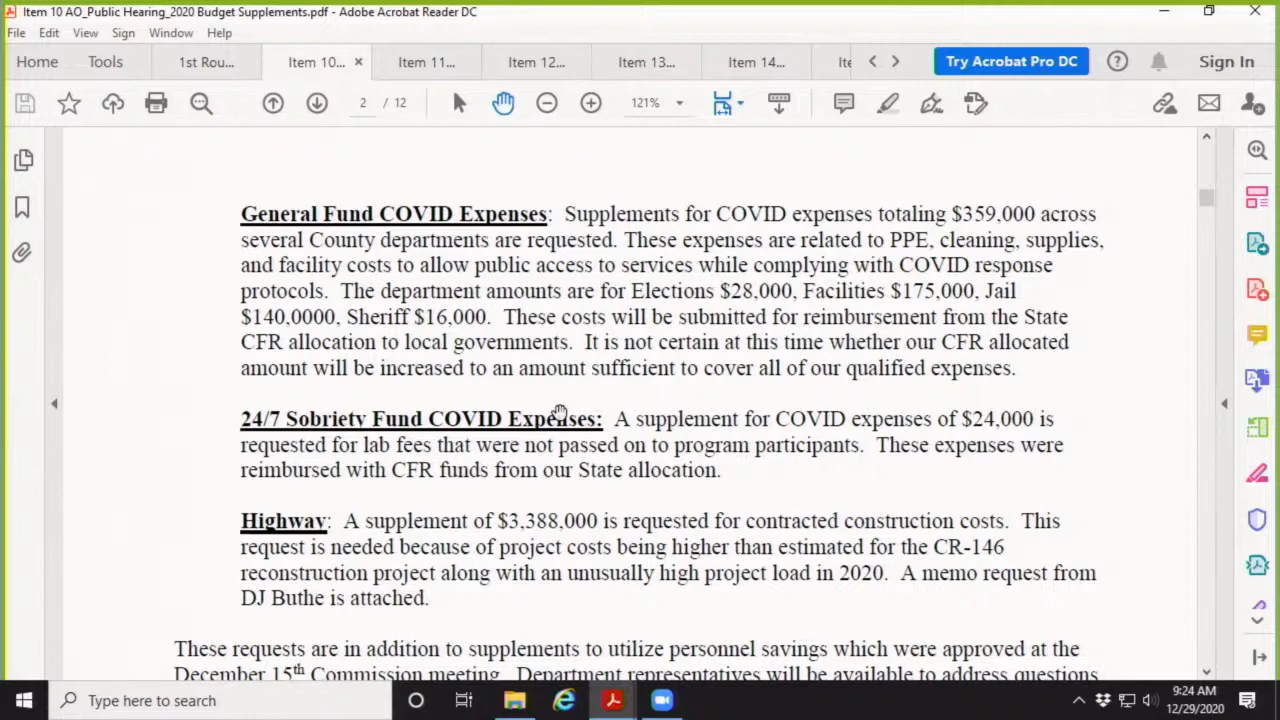 Item 10 AO_Public Hearing_2020 Budget Supplements.pdf - Adobe Acrobat Reader DC
File Edit View Sign Window Help
Home Tools 1st Rou... Item 10... × Item 11... Item 12... Item 13... Item 14... Ite Try Acrobat Pro DC Sign In
2 / 12 121%
General Fund COVID Expenses: Supplements for COVID expenses totaling $359,000 across
several County departments are requested. These expenses are related to PPE, cleaning, supplies,
and facility costs to allow public access to services while complying with COVID response
protocols. The department amounts are for Elections $28,000, Facilities $175,000, Jail
$140,0000, Sheriff $16,000. These costs will be submitted for reimbursement from the State
CFR allocation to local governments. It is not certain at this time whether our CFR allocated
amount will be increased to an amount sufficient to cover all of our qualified expenses.
24/7 Sobriety Fund COVID Expenses: A supplement for COVID expenses of $24,000 is
requested for lab fees that were not passed on to program participants. These expenses were
reimbursed with CFR funds from our State allocation.
Highway: A supplement of $3,388,000 is requested for contracted construction costs. This
request is needed because of project costs being higher than estimated for the CR-146
reconstruction project along with an unusually high project load in 2020. A memo request from
DJ Buthe is attached.
These requests are in addition to supplements to utilize personnel savings which were approved at the
December 15th Commission meeting. Department representatives will be available to address questions
Type here to search
9:24 AM
12/29/2020